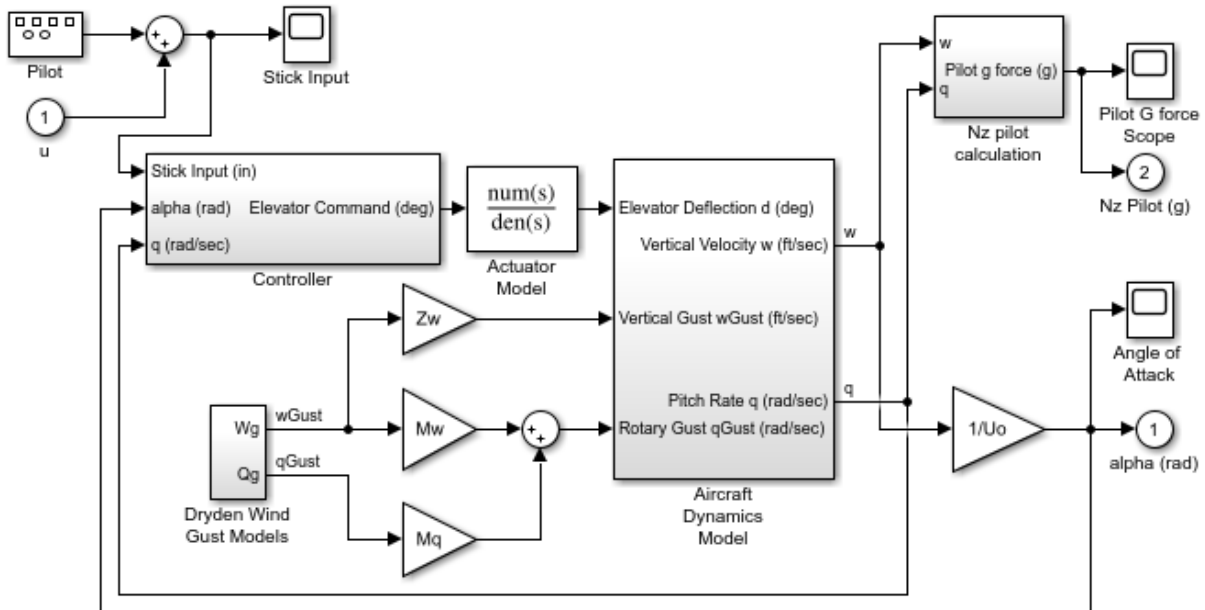 Pilot
+
+
1
u
Stick Input
Stick Input (in)
alpha (rad)
q (rad/sec)
Elevator Command (deg)
Controller
num(s)
den(s)
Actuator
Model
Elevator Deflection d (deg)
Vertical Velocity w (ft/sec)
Vertical Gust wGust (ft/sec)
Pitch Rate q (rad/sec)
Rotary Gust qGust (rad/sec)
Aircraft
Dynamics
Model
w
q
w
q
Pilot g force (g)
Nz pilot
calculation
Pilot G force
Scope
2
Nz Pilot (g)
Angle of
Attack
1/Uo
1
alpha (rad)
Zw
Mw
Mq
+
+
Wg
Qg
wGust
qGust
Dryden Wind
Gust Models